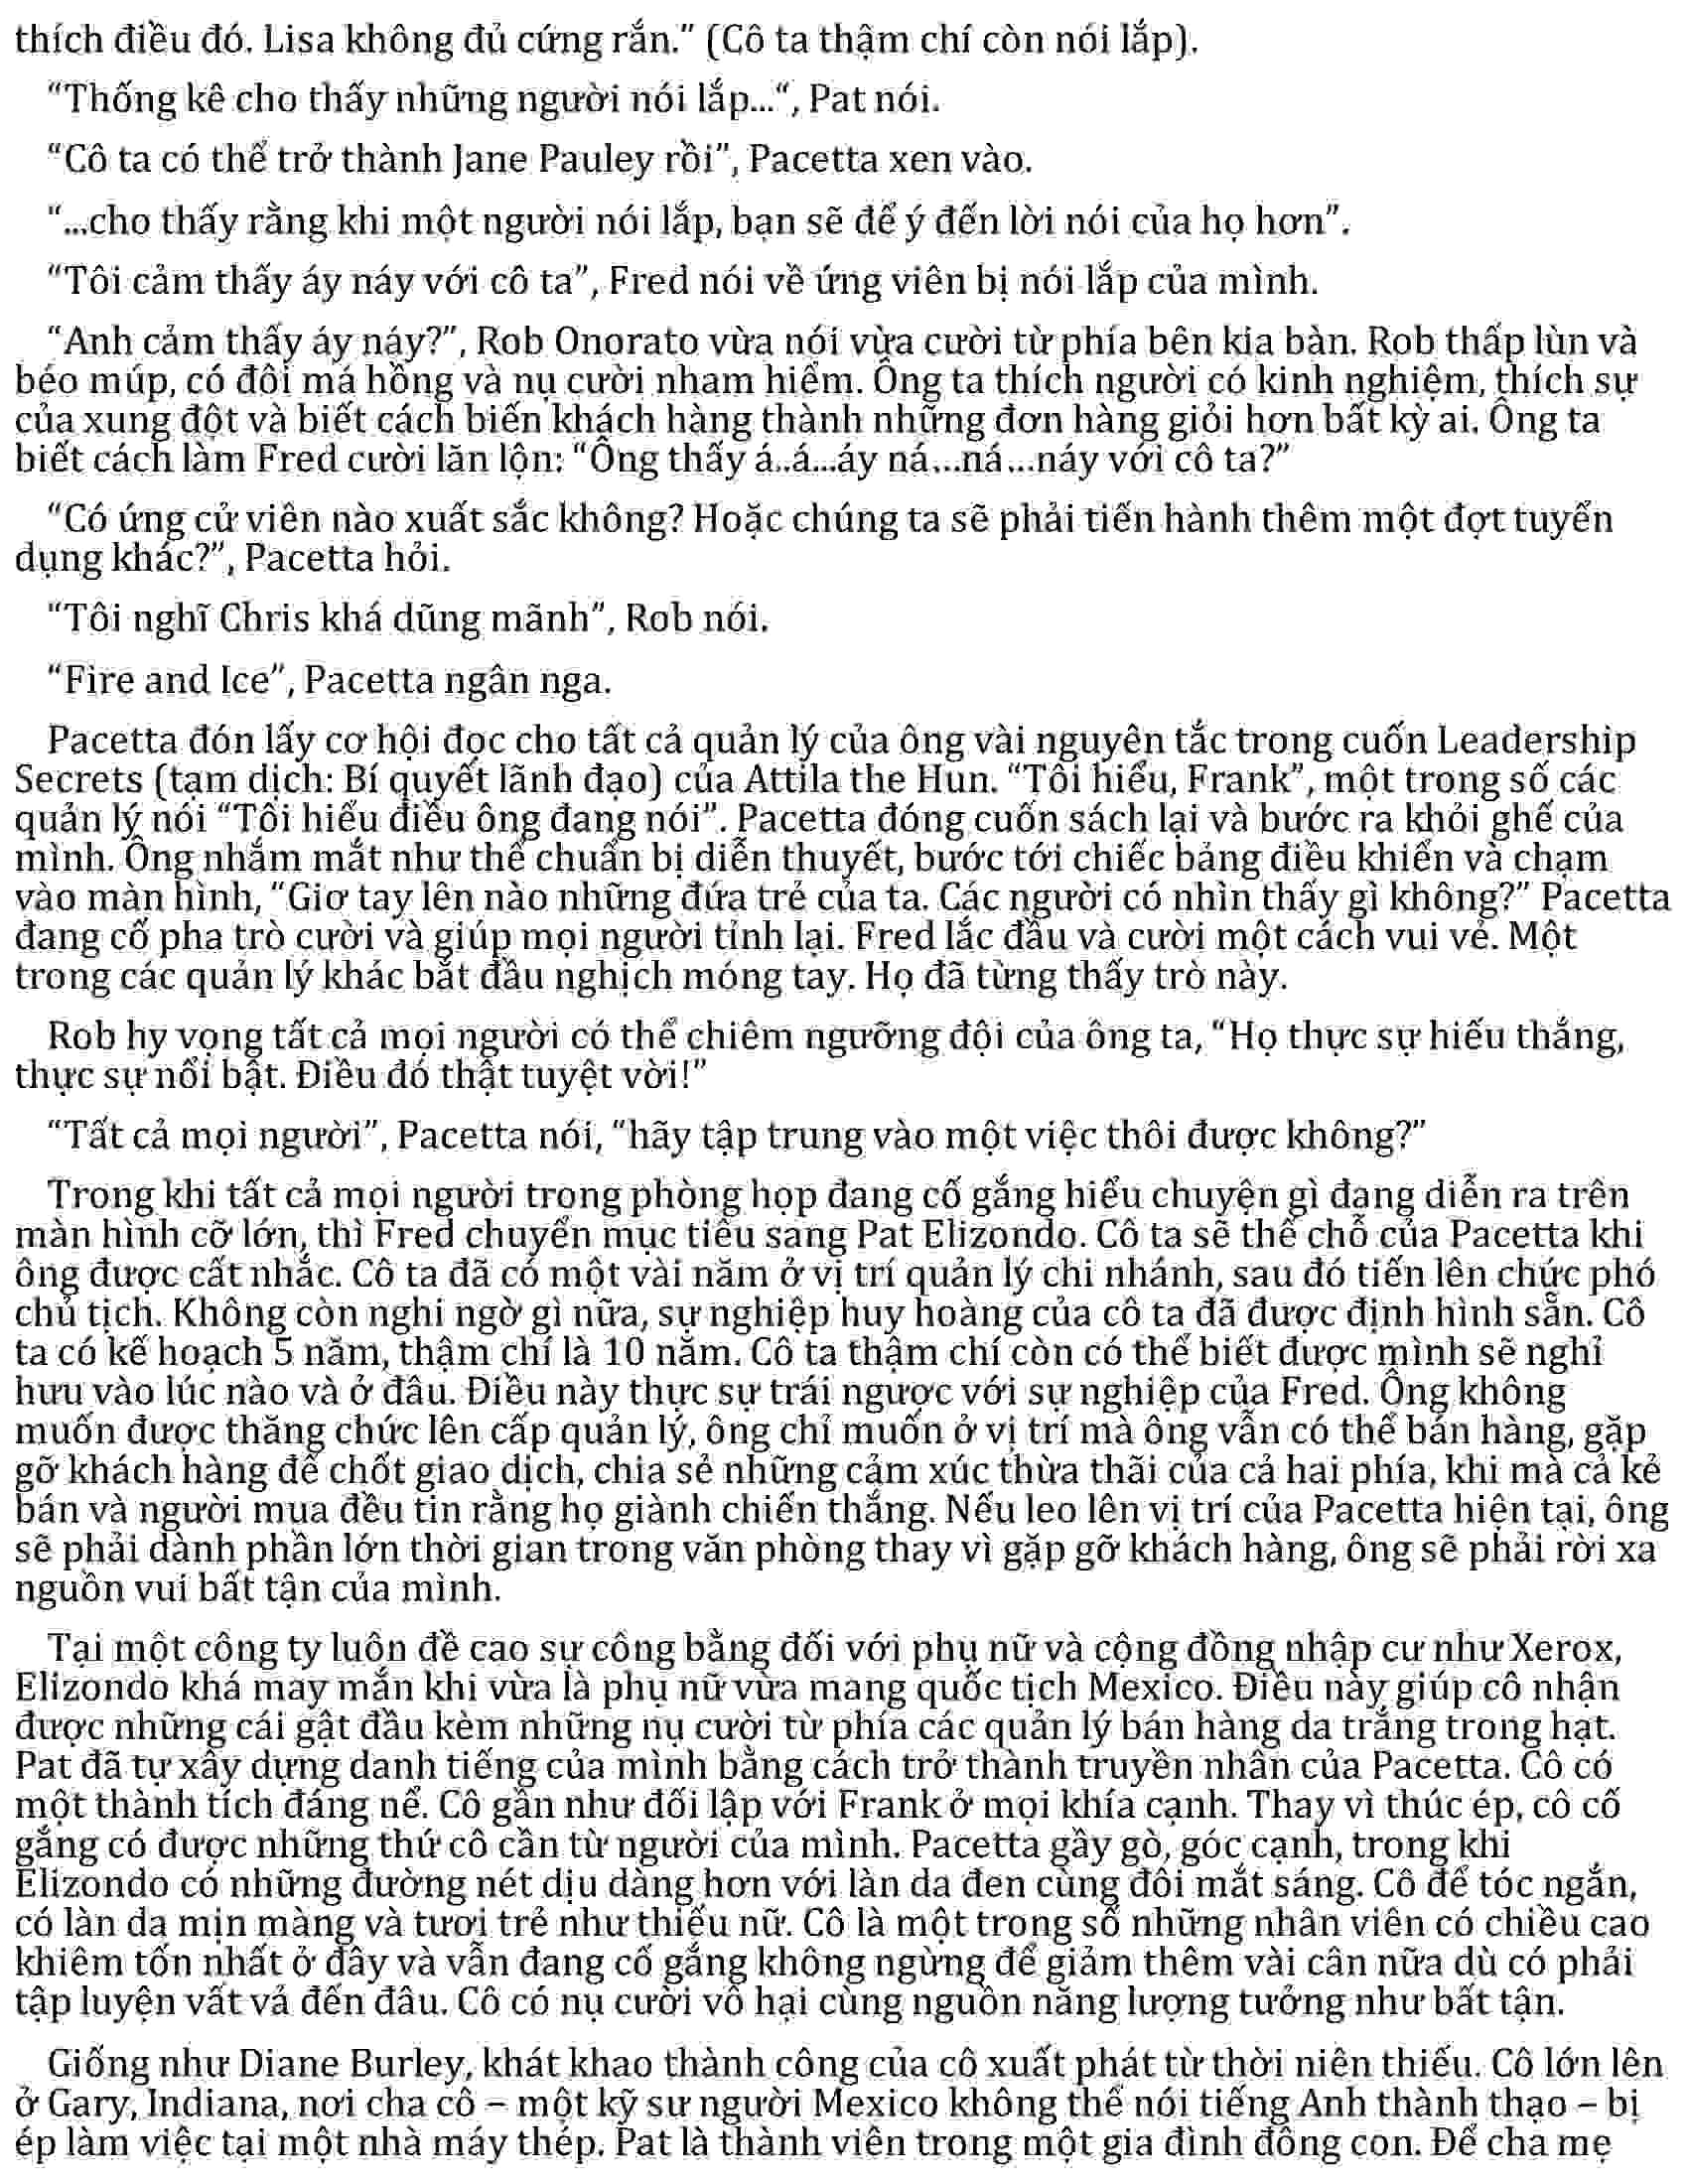 thích điều đó. Lisa không đủ cứng rắn.” (Cô ta thậm chí còn nói lắp).
“Thống kê cho thấy những người nói lắp...“, Pat nói.
“Cô ta có thể trở thành Jane Pauley rồi”, Pacetta xen vào.
“...cho thấy rằng khi một người nói lắp, bạn sẽ để ý đến lời nói của họ hơn”.
“Tôi cảm thấy áy náy với cô ta”, Fred nói về ứng viên bị nói lắp của mình.
“Anh cảm thấy áy náy?”, Rob Onorato vừa nói vừa cười từ phía bên kia bàn. Rob thấp lùn và
béo múp, có đôi má hồng và nụ cười nham hiểm. Ông ta thích người có kinh nghiệm, thích sự
của xung đột và biết cách biến khách hàng thành những đơn hàng giỏi hơn bất kỳ ai. Ông ta
biết cách làm Fred cười lăn lộn: “Ông thấy á..á...áy ná...ná...náy với cô ta?”
“Có ứng cử viên nào xuất sắc không? Hoặc chúng ta sẽ phải tiến hành thêm một đợt tuyển
dụng khác?”, Pacetta hỏi.
“Tôi nghĩ Chris khá dũng mãnh”, Rob nói.
“Fire and Ice”, Pacetta ngân nga.
Pacetta đón lấy cơ hội đọc cho tất cả quản lý của ông vài nguyên tắc trong cuốn Leadership
Secrets (tạm dịch: Bí quyết lãnh đạo) của Attila the Hun. “Tôi hiểu, Frank”, một trong số các
quản lý nói “Tôi hiểu điều ông đang nói”. Pacetta đóng cuốn sách lại và bước ra khỏi ghế của
mình. Ông nhắm mắt như thể chuẩn bị diễn thuyết, bước tới chiếc bảng điều khiển và chạm
vào màn hình, “Giơ tay lên nào những đứa trẻ của ta. Các người có nhìn thấy gì không?” Pacetta
đang cố pha trò cười và giúp mọi người tỉnh lại. Fred lắc đầu và cười một cách vui vẻ. Một
trong các quản lý khác bắt đầu nghịch móng tay. Họ đã từng thấy trò này.
Rob hy vọng tất cả mọi người có thể chiêm ngưỡng đội của ông ta, “Họ thực sự hiếu thắng,
thực sự nổi bật. Điều đó thật tuyệt vời!”
“Tất cả mọi người”, Pacetta nói, “hãy tập trung vào một việc thôi được không?”
Trong khi tất cả mọi người trong phòng họp đang cố gắng hiểu chuyện gì đang diễn ra trên
màn hình cỡ lớn, thì Fred chuyển mục tiêu sang Pat Elizondo. Cô ta sẽ thế chỗ của Pacetta khi
ông được cất nhắc. Cô ta đã có một vài năm ở vị trí quản lý chi nhánh, sau đó tiến lên chức phó
chủ tịch. Không còn nghi ngờ gì nữa, sự nghiệp huy hoàng của cô ta đã được định hình sẵn. Cô
ta có kế hoạch 5 năm, thậm chí là 10 năm. Cô ta thậm chí còn có thể biết được mình sẽ nghỉ
hưu vào lúc nào và ở đâu. Điều này thực sự trái ngược với sự nghiệp của Fred. Ông không
muốn được thăng chức lên cấp quản lý, ông chỉ muốn ở vị trí mà ông vẫn có thể bán hàng, gặp
gỡ khách hàng để chốt giao dịch, chia sẻ những cảm xúc thừa thãi của cả hai phía, khi mà cả kẻ
bán và người mua đều tin rằng họ giành chiến thắng. Nếu leo lên vị trí của Pacetta hiện tại, ông
sẽ phải dành phần lớn thời gian trong văn phòng thay vì gặp gỡ khách hàng, ông sẽ phải rời xa
nguồn vui bất tận của mình.
Tại một công ty luôn đề cao sự công bằng đối với phụ nữ và cộng đồng nhập cư như Xerox,
Elizondo khá may mắn khi vừa là phụ nữ vừa mang quốc tịch Mexico. Điều này giúp cô nhận
được những cái gật đầu kèm những nụ cười từ phía các quản lý bán hàng da trắng trong hạt.
Pat đã tự xây dựng danh tiếng của mình bằng cách trở thành truyền nhân của Pacetta. Cô có
một thành tích đáng nể. Cô gần như đối lập với Frank ở mọi khía cạnh. Thay vì thúc ép, cô cố
gắng có được những thứ cô cần từ người của mình. Pacetta gầy gò, góc cạnh, trong khi
Elizondo có những đường nét dịu dàng hơn với làn da đen cùng đôi mắt sáng. Cô để tóc ngắn,
có làn da mịn màng và tươi trẻ như thiếu nữ. Cô là một trong số những nhân viên có chiều cao
khiêm tốn nhất ở đây và vẫn đang cố gắng không ngừng để giảm thêm vài cân nữa dù có phải
tập luyện vất vả đến đâu. Cô có nụ cười vô hại cùng nguồn năng lượng tưởng như bất tận.
Giống như Diane Burley, khát khao thành công của cô xuất phát từ thời niên thiếu. Cô lớn lên
ở Gary, Indiana, nơi cha cô – một kỹ sư người Mexico không thể nói tiếng Anh thành thạo – bị
ép làm việc tại một nhà máy thép. Pat là thành viên trong một gia đình đông con. Để cha mẹ